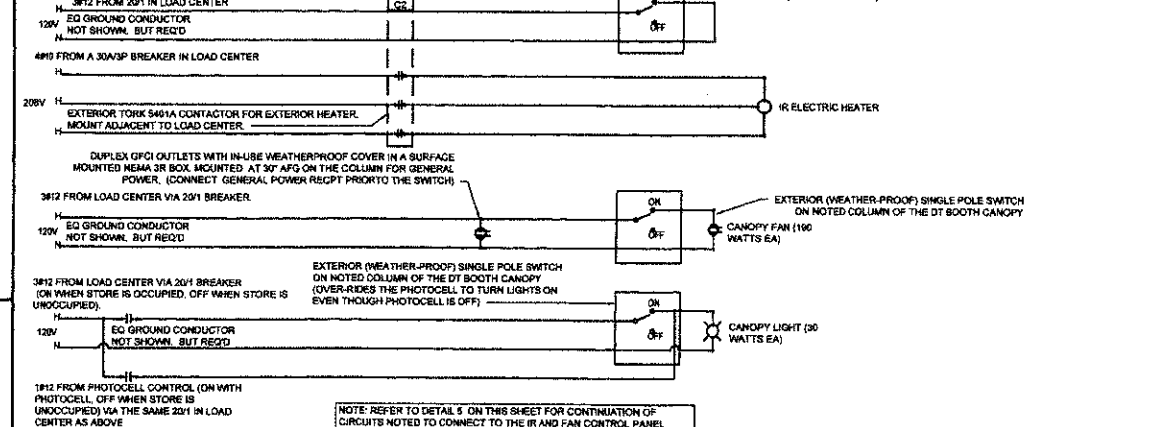 3#12 FROM 20/1 IN LOAD CENTER
C2
H
120V
EQ GROUND CONDUCTOR
NOT SHOWN, BUT REQ'D
N
OFF
4#10 FROM A 30A/3P BREAKER IN LOAD CENTER
H
208V
H
EXTERIOR TORK 5401A CONTACTOR FOR EXTERIOR HEATER.
MOUNT ADJACENT TO LOAD CENTER.
H
IR ELECTRIC HEATER
DUPLEX GFCI OUTLETS WITH IN-USE WEATHERPROOF COVER IN A SURFACE
MOUNTED NEMA 3R BOX. MOUNTED AT 30" AFG ON THE COLUMN FOR GENERAL
POWER. (CONNECT GENERAL POWER RECPT PRIORTO THE SWITCH)
3#12 FROM LOAD CENTER VIA 20/1 BREAKER.
H
120V
EQ GROUND CONDUCTOR
NOT SHOWN. BUT REQ'D
N
ON
OFF
EXTERIOR (WEATHER-PROOF) SINGLE POLE SWITCH
ON NOTED COLUMN OF THE DT BOOTH CANOPY
CANOPY FAN (190
WATTS EA)
EXTERIOR (WEATHER-PROOF) SINGLE POLE SWITCH
ON NOTED COLUMN OF THE DT BOOTH CANOPY
(OVER-RIDES THE PHOTOCELL TO TURN LIGHTS ON
EVEN THOUGH PHOTOCELL IS OFF)
3#12 FROM LOAD CENTER VIA 20/1 BREAKER
(ON WHEN STORE IS OCCUPIED, OFF WHEN STORE IS
UNOCCUPIED).
H
120V
EQ GROUND CONDUCTOR
NOT SHOWN. BUT REQ'D
N
ON
OFF
CANOPY LIGHT (30
WATTS EA)
1#12 FROM PHOTOCELL CONTROL (ON WITH
PHOTOCELL, OFF WHEN STORE IS
UNOCCUPIED) VIA THE SAME 20/1 IN LOAD
CENTER AS ABOVE
NOTE: REFER TO DETAIL 5 ON THIS SHEET FOR CONTINUATION OF
CIRCUITS NOTED TO CONNECT TO THE IR AND FAN CONTROL PANEL